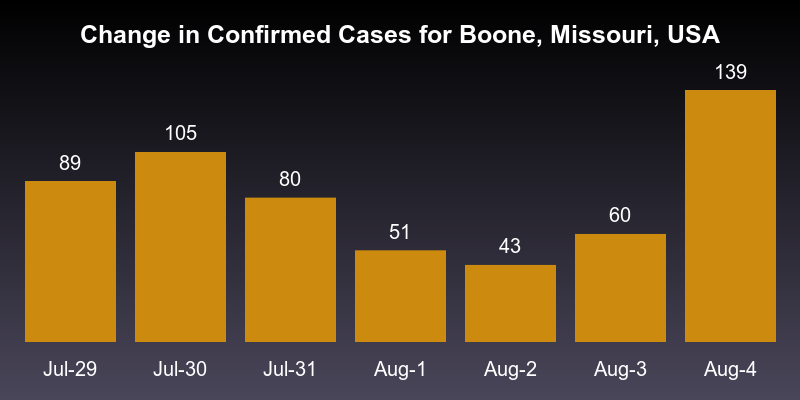 Change in Confirmed Cases for Boone, Missouri, USA
89 105 80 51 43 60 139
Jul-29 Jul-30 Jul-31 Aug-1 Aug-2 Aug-3 Aug-4